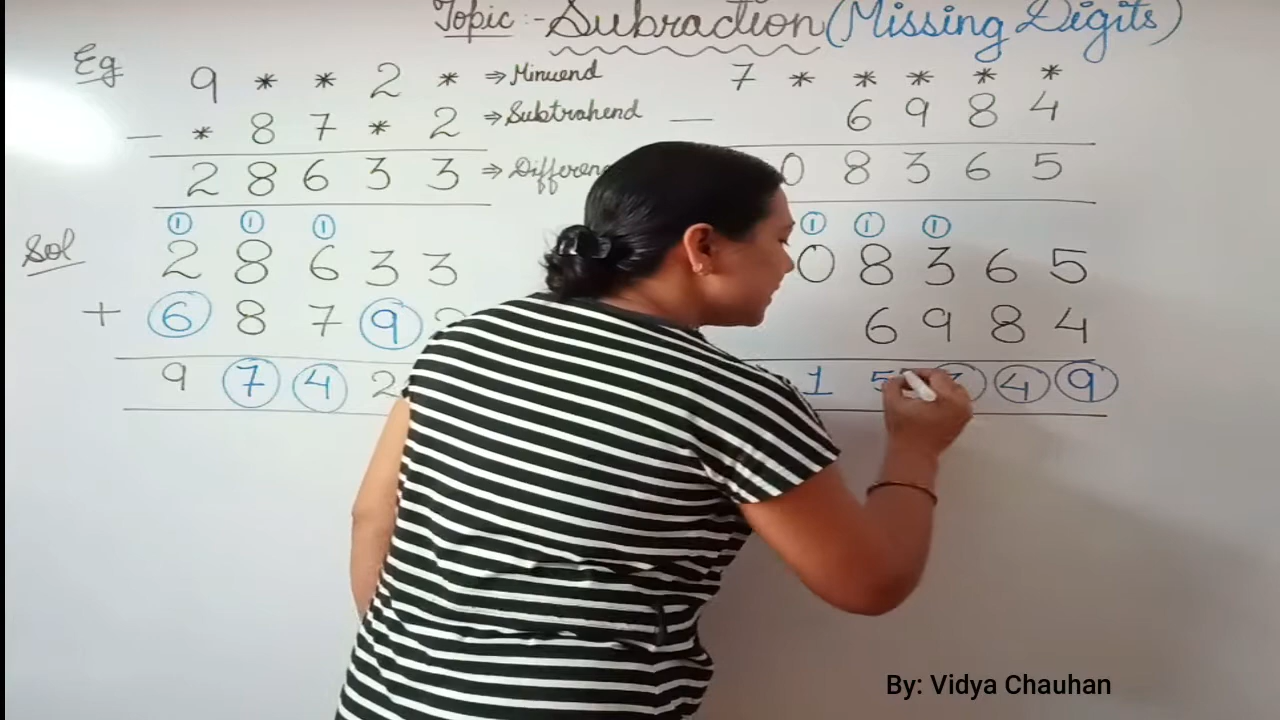 Topic :- Subraction (Missing Digits)
Eg 9 * * 2 * ⇒ Minuend 7 * * * * *
— * 8 7 * 2 ⇒ Subtrahend — 6 9 8 4
2 8 6 3 3 ⇒ 0 8 3 6 5
1 1 1 1 1 1
Sol 2 8 6 3 3 0 8 3 6 5
+ 6 8 7 9 6 9 8 4
9 7 4 2 1 5 4 9
By: Vidya Chauhan